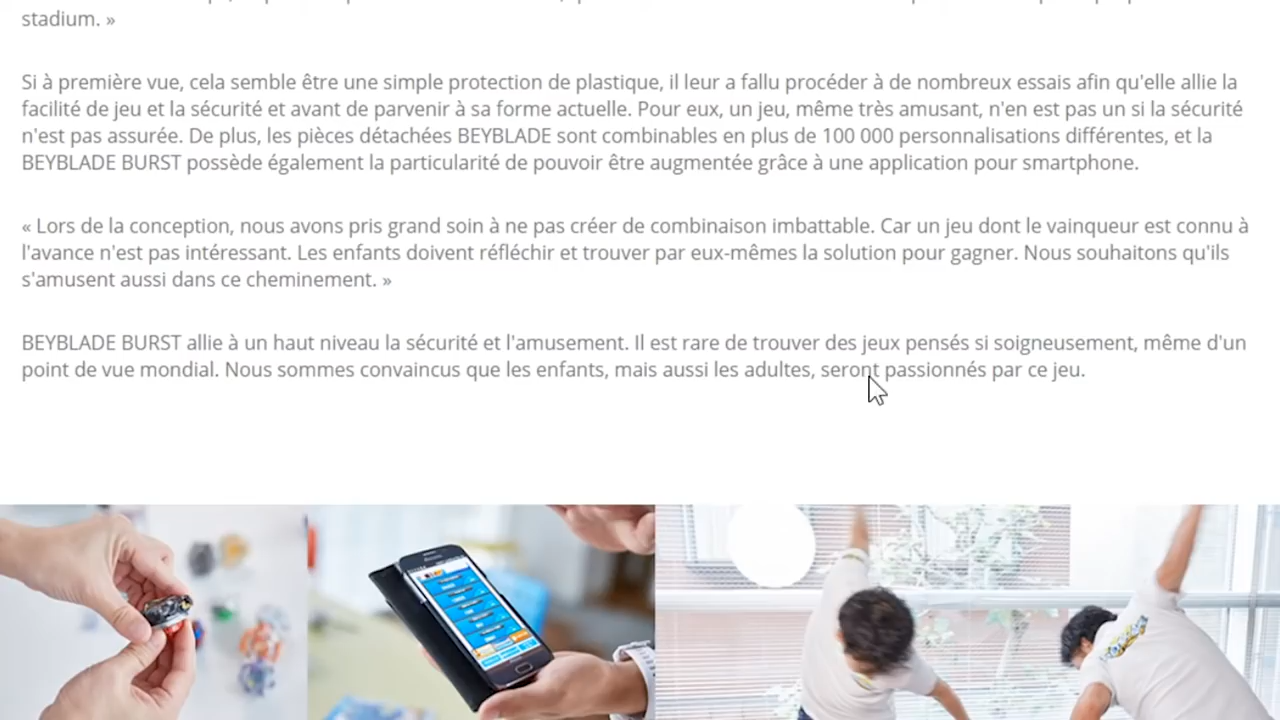 stadium. »
Si à première vue, cela semble être une simple protection de plastique, il leur a fallu procéder à de nombreux essais afin qu'elle allie la
facilité de jeu et la sécurité et avant de parvenir à sa forme actuelle. Pour eux, un jeu, même très amusant, n'en est pas un si la sécurité
n'est pas assurée. De plus, les pièces détachées BEYBLADE sont combinables en plus de 100 000 personnalisations différentes, et la
BEYBLADE BURST possède également la particularité de pouvoir être augmentée grâce à une application pour smartphone.
« Lors de la conception, nous avons pris grand soin à ne pas créer de combinaison imbattable. Car un jeu dont le vainqueur est connu à
l'avance n'est pas intéressant. Les enfants doivent réfléchir et trouver par eux-mêmes la solution pour gagner. Nous souhaitons qu'ils
s'amusent aussi dans ce cheminement. »
BEYBLADE BURST allie à un haut niveau la sécurité et l'amusement. Il est rare de trouver des jeux pensés si soigneusement, même d'un
point de vue mondial. Nous sommes convaincus que les enfants, mais aussi les adultes, seront passionnés par ce jeu.